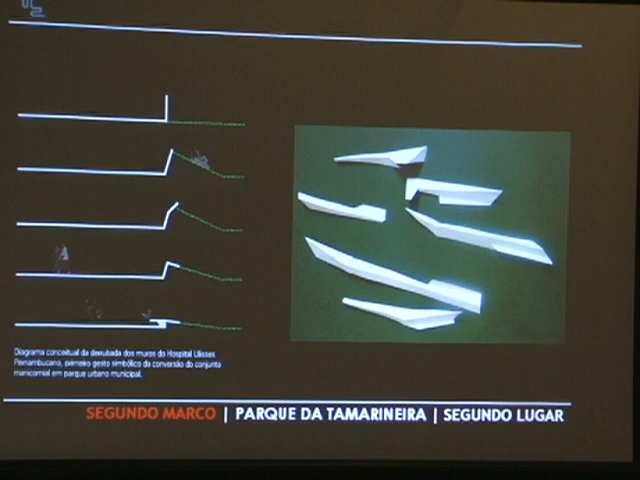 Diagrama conceitual da derrubada dos muros do Hospital Ulisses
Pernambucano, primeiro gesto simbólico da conversão do conjunto
manicomial em parque urbano municipal.
SEGUNDO MARCO | PARQUE DA TAMARINEIRA | SEGUNDO LUGAR